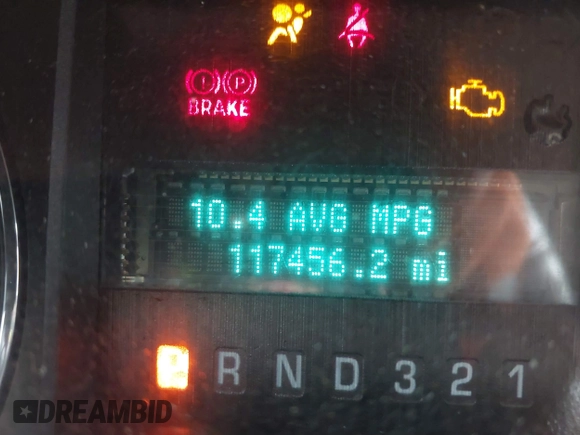 (!)(P)
BRAKE
10.4 AVG MPG
117456.2 mi
P R N D 3 2 1
DREAMBID